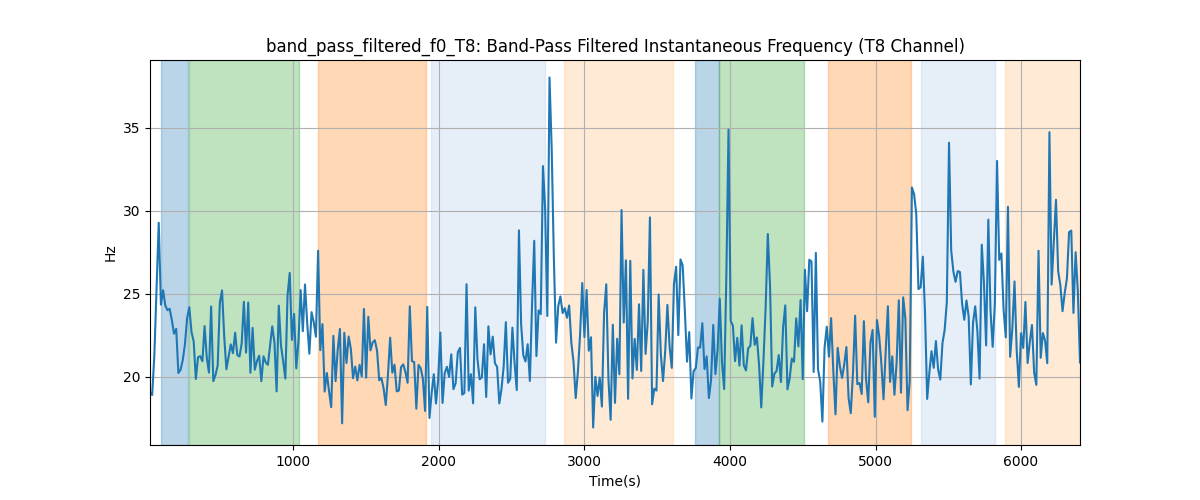 band_pass_filtered_f0_T8: Band-Pass Filtered Instantaneous Frequency (T8 Channel)
35
30
25
20
Hz
1000 2000 3000 4000 5000 6000
Time(s)